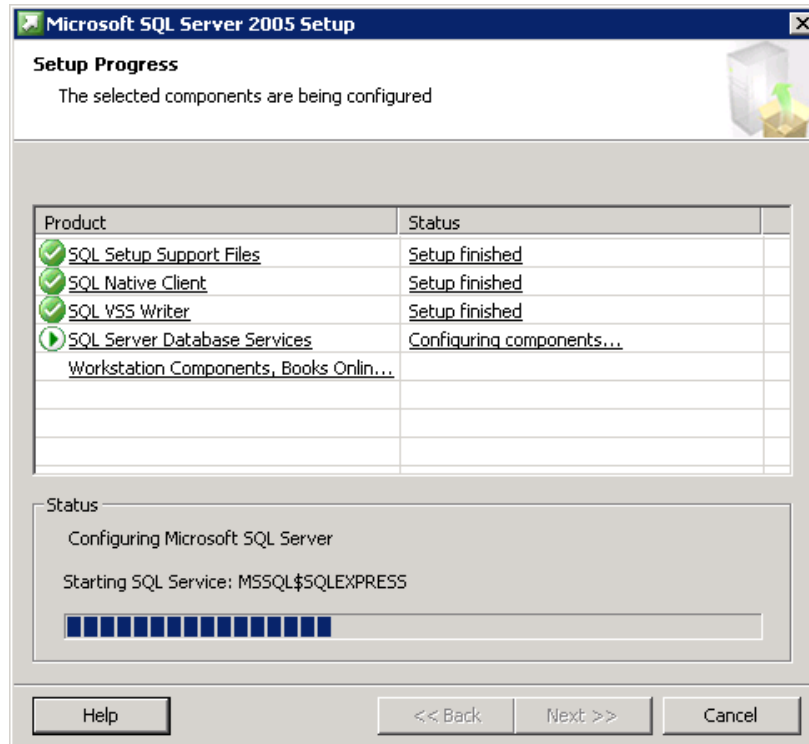 Microsoft SQL Server 2005 Setup
Setup Progress
The selected components are being configured
Product Status
SQL Setup Support Files Setup finished
SQL Native Client Setup finished
SQL VSS Writer Setup finished
SQL Server Database Services Configuring components...
Workstation Components, Books Onlin...
Status
Configuring Microsoft SQL Server
Starting SQL Service: MSSQL$SQLEXPRESS
Help << Back Next >> Cancel